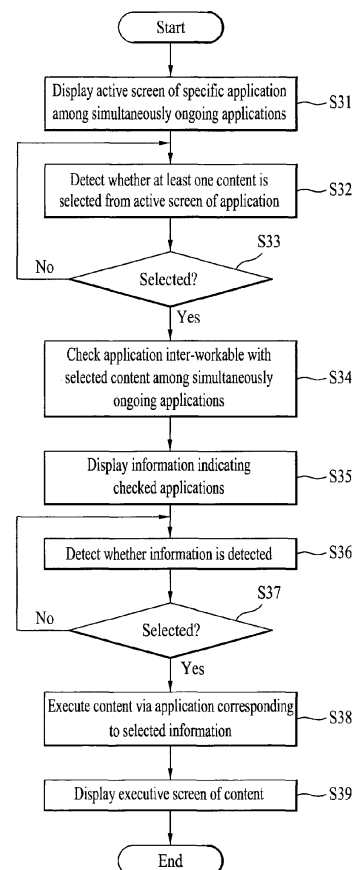 Start
Display active screen of specific application
among simultaneously ongoing applications
S31
Detect whether at least one content is
selected from active screen of application
S32
S33
No
Selected?
Yes
Check application inter-workable with
selected content among simultaneously
ongoing applications
S34
Display information indicating
checked applications
S35
Detect whether information is detected
S36
S37
No
Selected?
Yes
Execute content via application corresponding
to selected information
S38
Display executive screen of content
S39
End